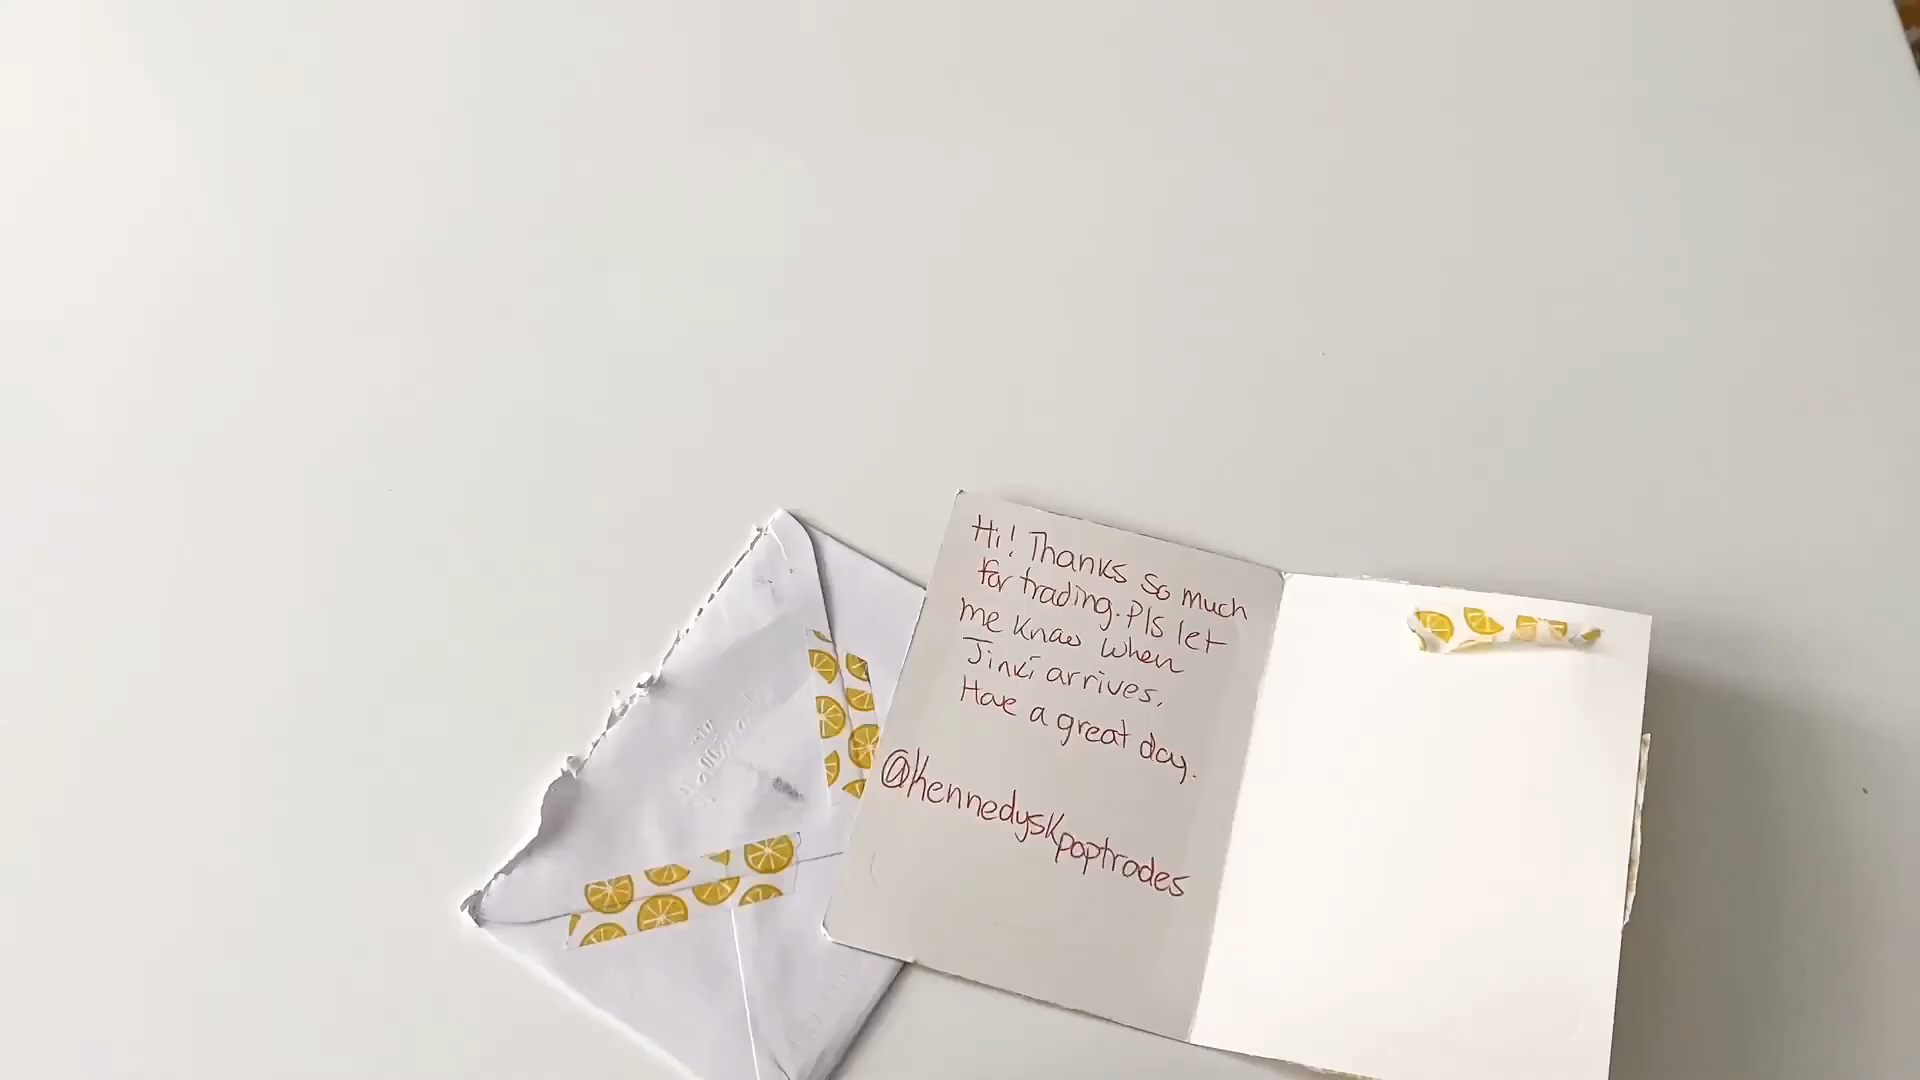 Hi! Thanks so much
for trading. Pls let
me know when
Jinki arrives.
Have a great day.
@kennedyskpoptrades